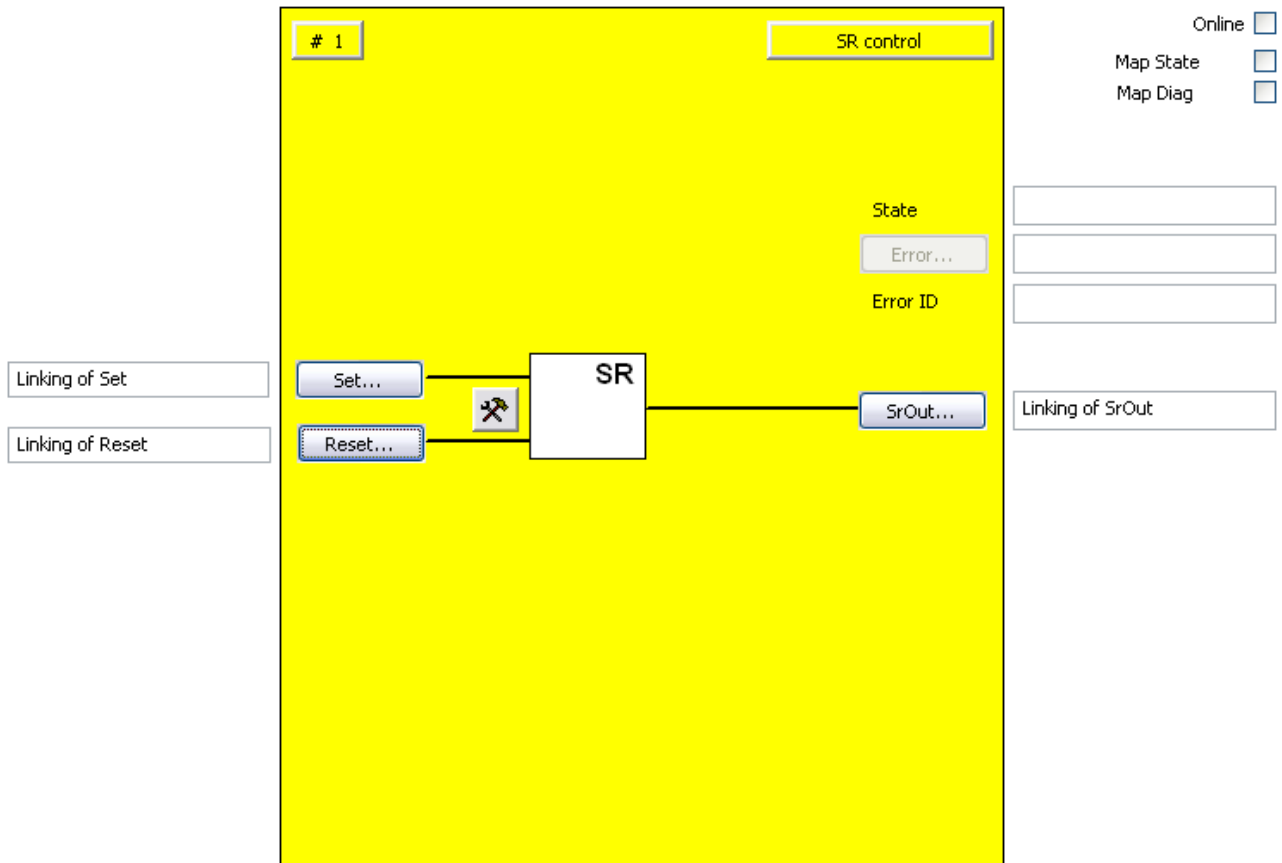 # 1
SR control
Online
Map State
Map Diag
State
Error...
Error ID
Linking of Set
Set...
SR
SrOut...
Linking of SrOut
Linking of Reset
Reset...